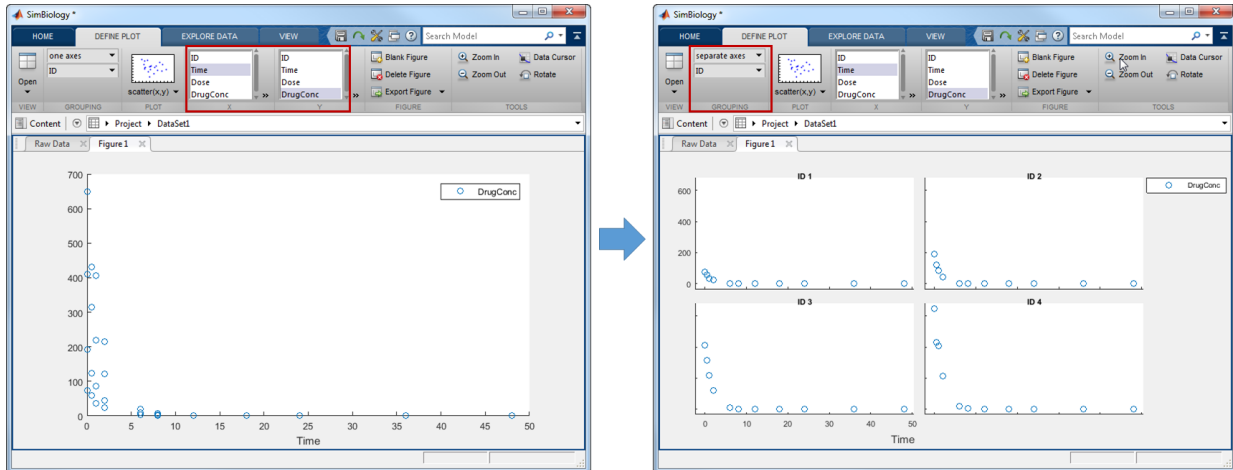 SimBiology *
HOME DEFINE PLOT EXPLORE DATA VIEW Search Model
one axes
ID
Open
scatter(x,y)
ID
Time
Dose
DrugConc
ID
Time
Dose
DrugConc
Blank Figure
Delete Figure
Export Figure
Zoom In
Zoom Out
Data Cursor
Rotate
VIEW GROUPING PLOT X Y FIGURE TOOLS
Content Project DataSet1
Raw Data Figure 1
DrugConc
700
600
500
400
300
200
100
0
0 5 10 15 20 25 30 35 40 45 50
Time
SimBiology *
HOME DEFINE PLOT EXPLORE DATA VIEW Search Model
separate axes
ID
Open
scatter(x,y)
ID
Time
Dose
DrugConc
ID
Time
Dose
DrugConc
Blank Figure
Delete Figure
Export Figure
Zoom In
Zoom Out
Data Cursor
Rotate
VIEW GROUPING PLOT X Y FIGURE TOOLS
Content Project DataSet1
Raw Data Figure 1
ID 1
ID 2
DrugConc
600
400
200
0
ID 3
ID 4
0 10 20 30 40 50
Time